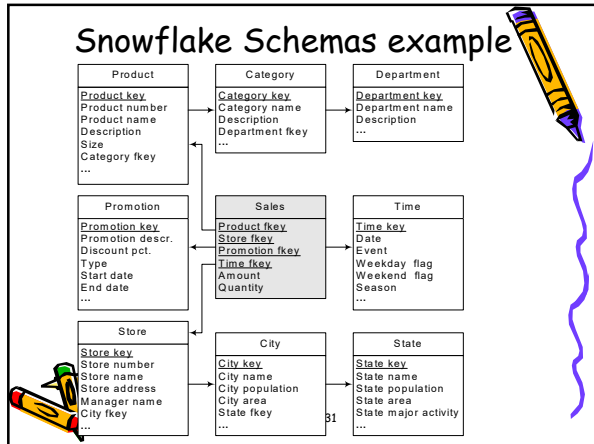 Snowflake Schemas example
Product
Product key
Product number
Product name
Description
Size
Category fkey
...
Category
Category key
Category name
Description
Department fkey
...
Department
Department key
Department name
Description
...
Promotion
Promotion key
Promotion descr.
Discount pct.
Type
Start date
End date
...
Sales
Product fkey
Store fkey
Promotion fkey
Time fkey
Amount
Quantity
Time
Time key
Date
Event
Weekday flag
Weekend flag
Season
...
Store
Store key
Store number
Store name
Store address
Manager name
City fkey
...
City
City key
City name
City population
City area
State fkey
...
State
State key
State name
State population
State area
State major activity
...
31